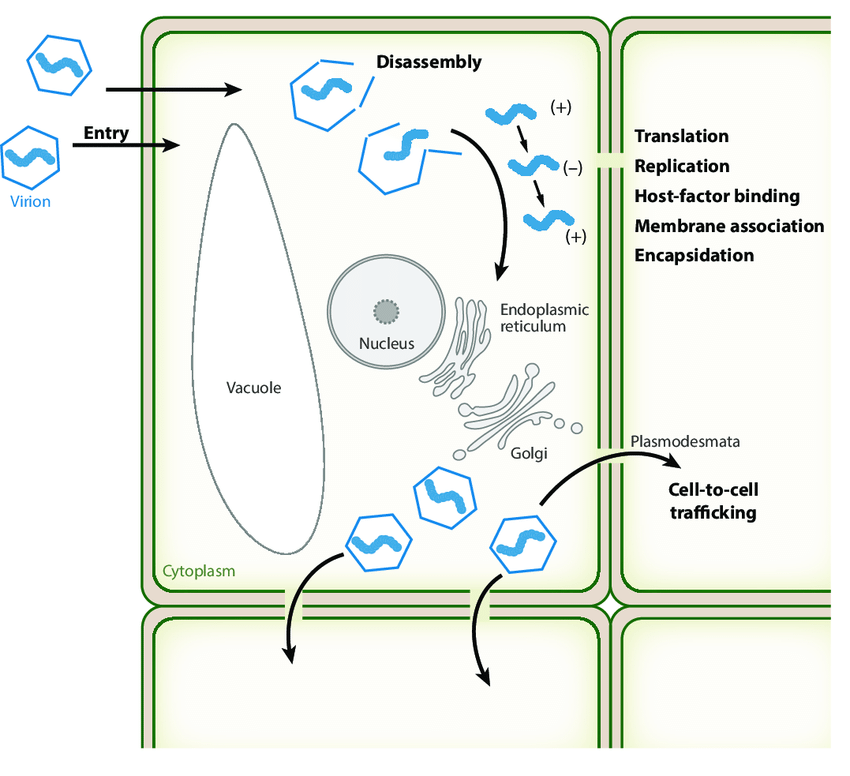 Disassembly
(+)
Entry
Virion
(–)
(+)
Translation
Replication
Host-factor binding
Membrane association
Encapsidation
Endoplasmic
reticulum
Nucleus
Vacuole
Golgi
Plasmodesmata
Cell-to-cell
trafficking
Cytoplasm